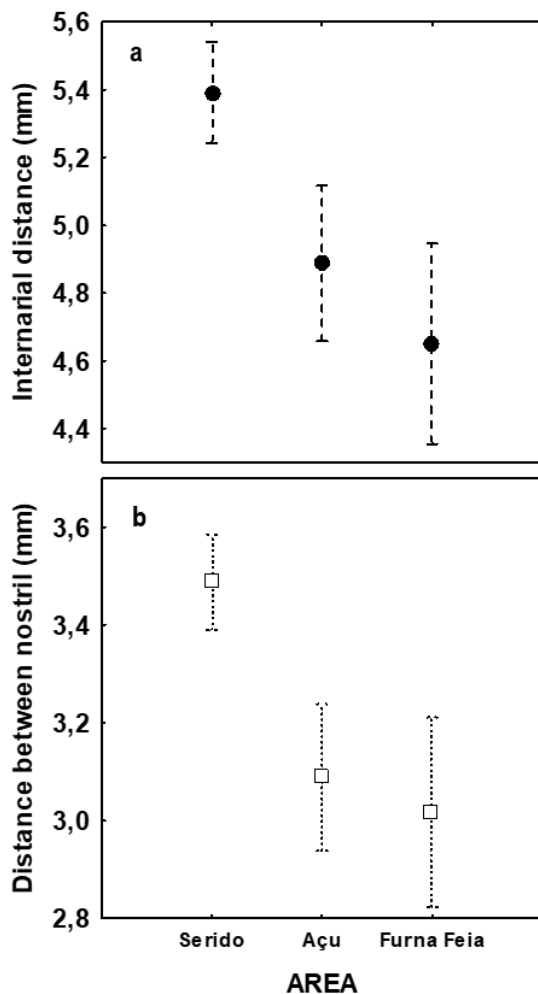 a
Internarial distance (mm)
5,6
5,4
5,2
5,0
4,8
4,6
4,4
b
Distance between nostril (mm)
3,6
3,4
3,2
3,0
2,8
Serido Açu Furna Feia
AREA